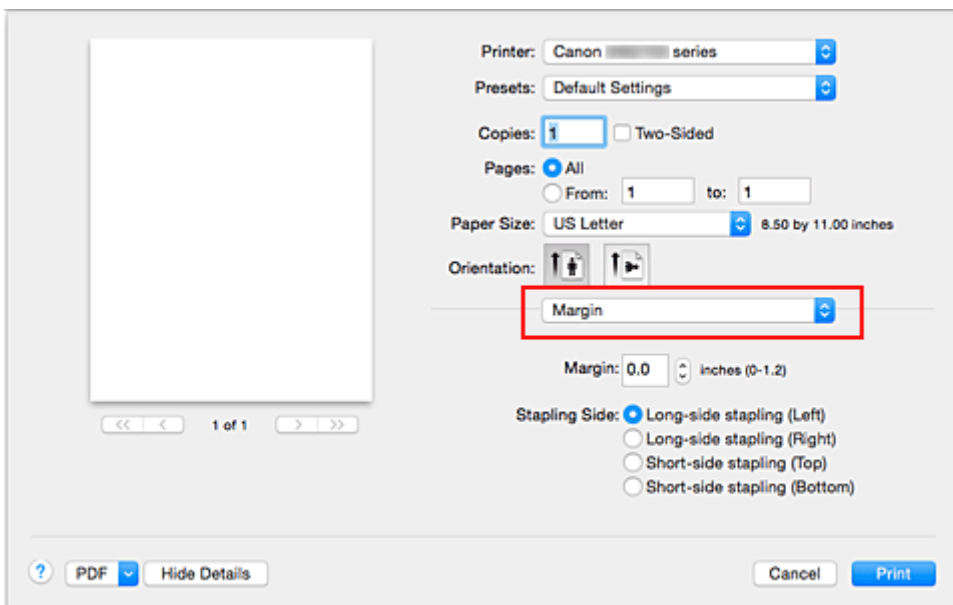 Printer: Canon series
Presets: Default Settings
Copies: 1 Two-Sided
Pages: All
From: 1 to: 1
Paper Size: US Letter 8.50 by 11.00 inches
Orientation:
Margin
Margin: 0.0 inches (0-1.2)
Stapling Side: Long-side stapling (Left)
Long-side stapling (Right)
Short-side stapling (Top)
Short-side stapling (Bottom)
<< < 1 of 1 > >>
? PDF Hide Details Cancel Print